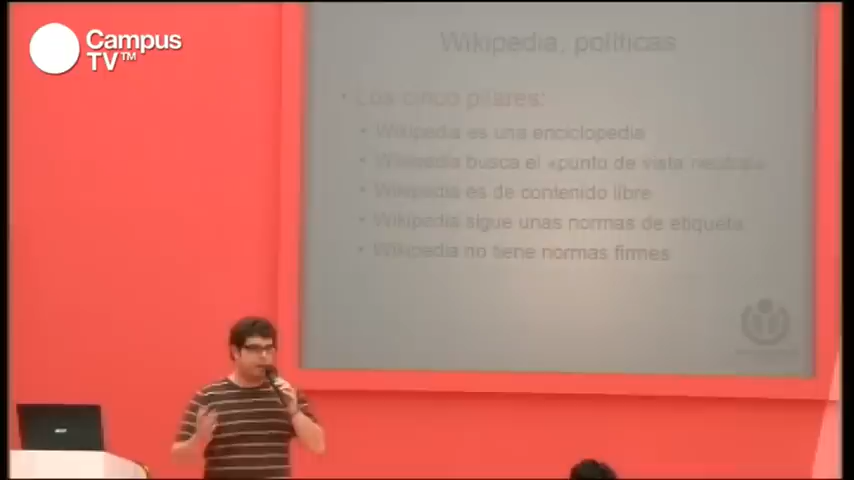 Campus
TV™
Wikipedia, políticas
• Los cinco pilares:
• Wikipedia es una enciclopedia
• Wikipedia busca el «punto de vista neutral»
• Wikipedia es de contenido libre
• Wikipedia sigue unas normas de etiqueta
• Wikipedia no tiene normas firmes
acer